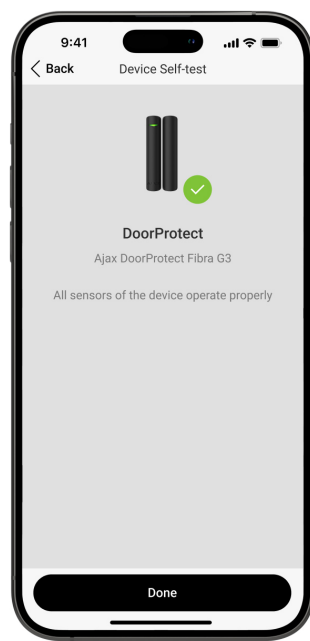 9:41
Back
Device Self-test
DoorProtect
Ajax DoorProtect Fibra G3
All sensors of the device operate properly
Done